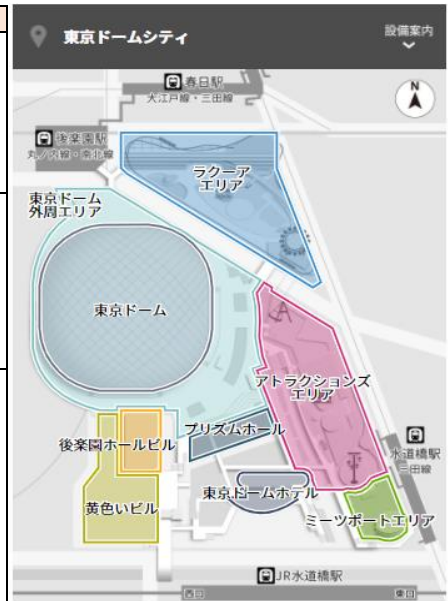 東京ドームシティ
設備案内
春日駅
大江戸線・三田線
N
後楽園駅
丸ノ内線・南北線
ラクーア
エリア
東京ドーム
外周エリア
東京ドーム
アトラクションズ
エリア
プリズムホール
後楽園ホールビル
水道橋駅
三田線
東京ドームホテル
黄色いビル
ミーツポートエリア
JR水道橋駅
西口
東口